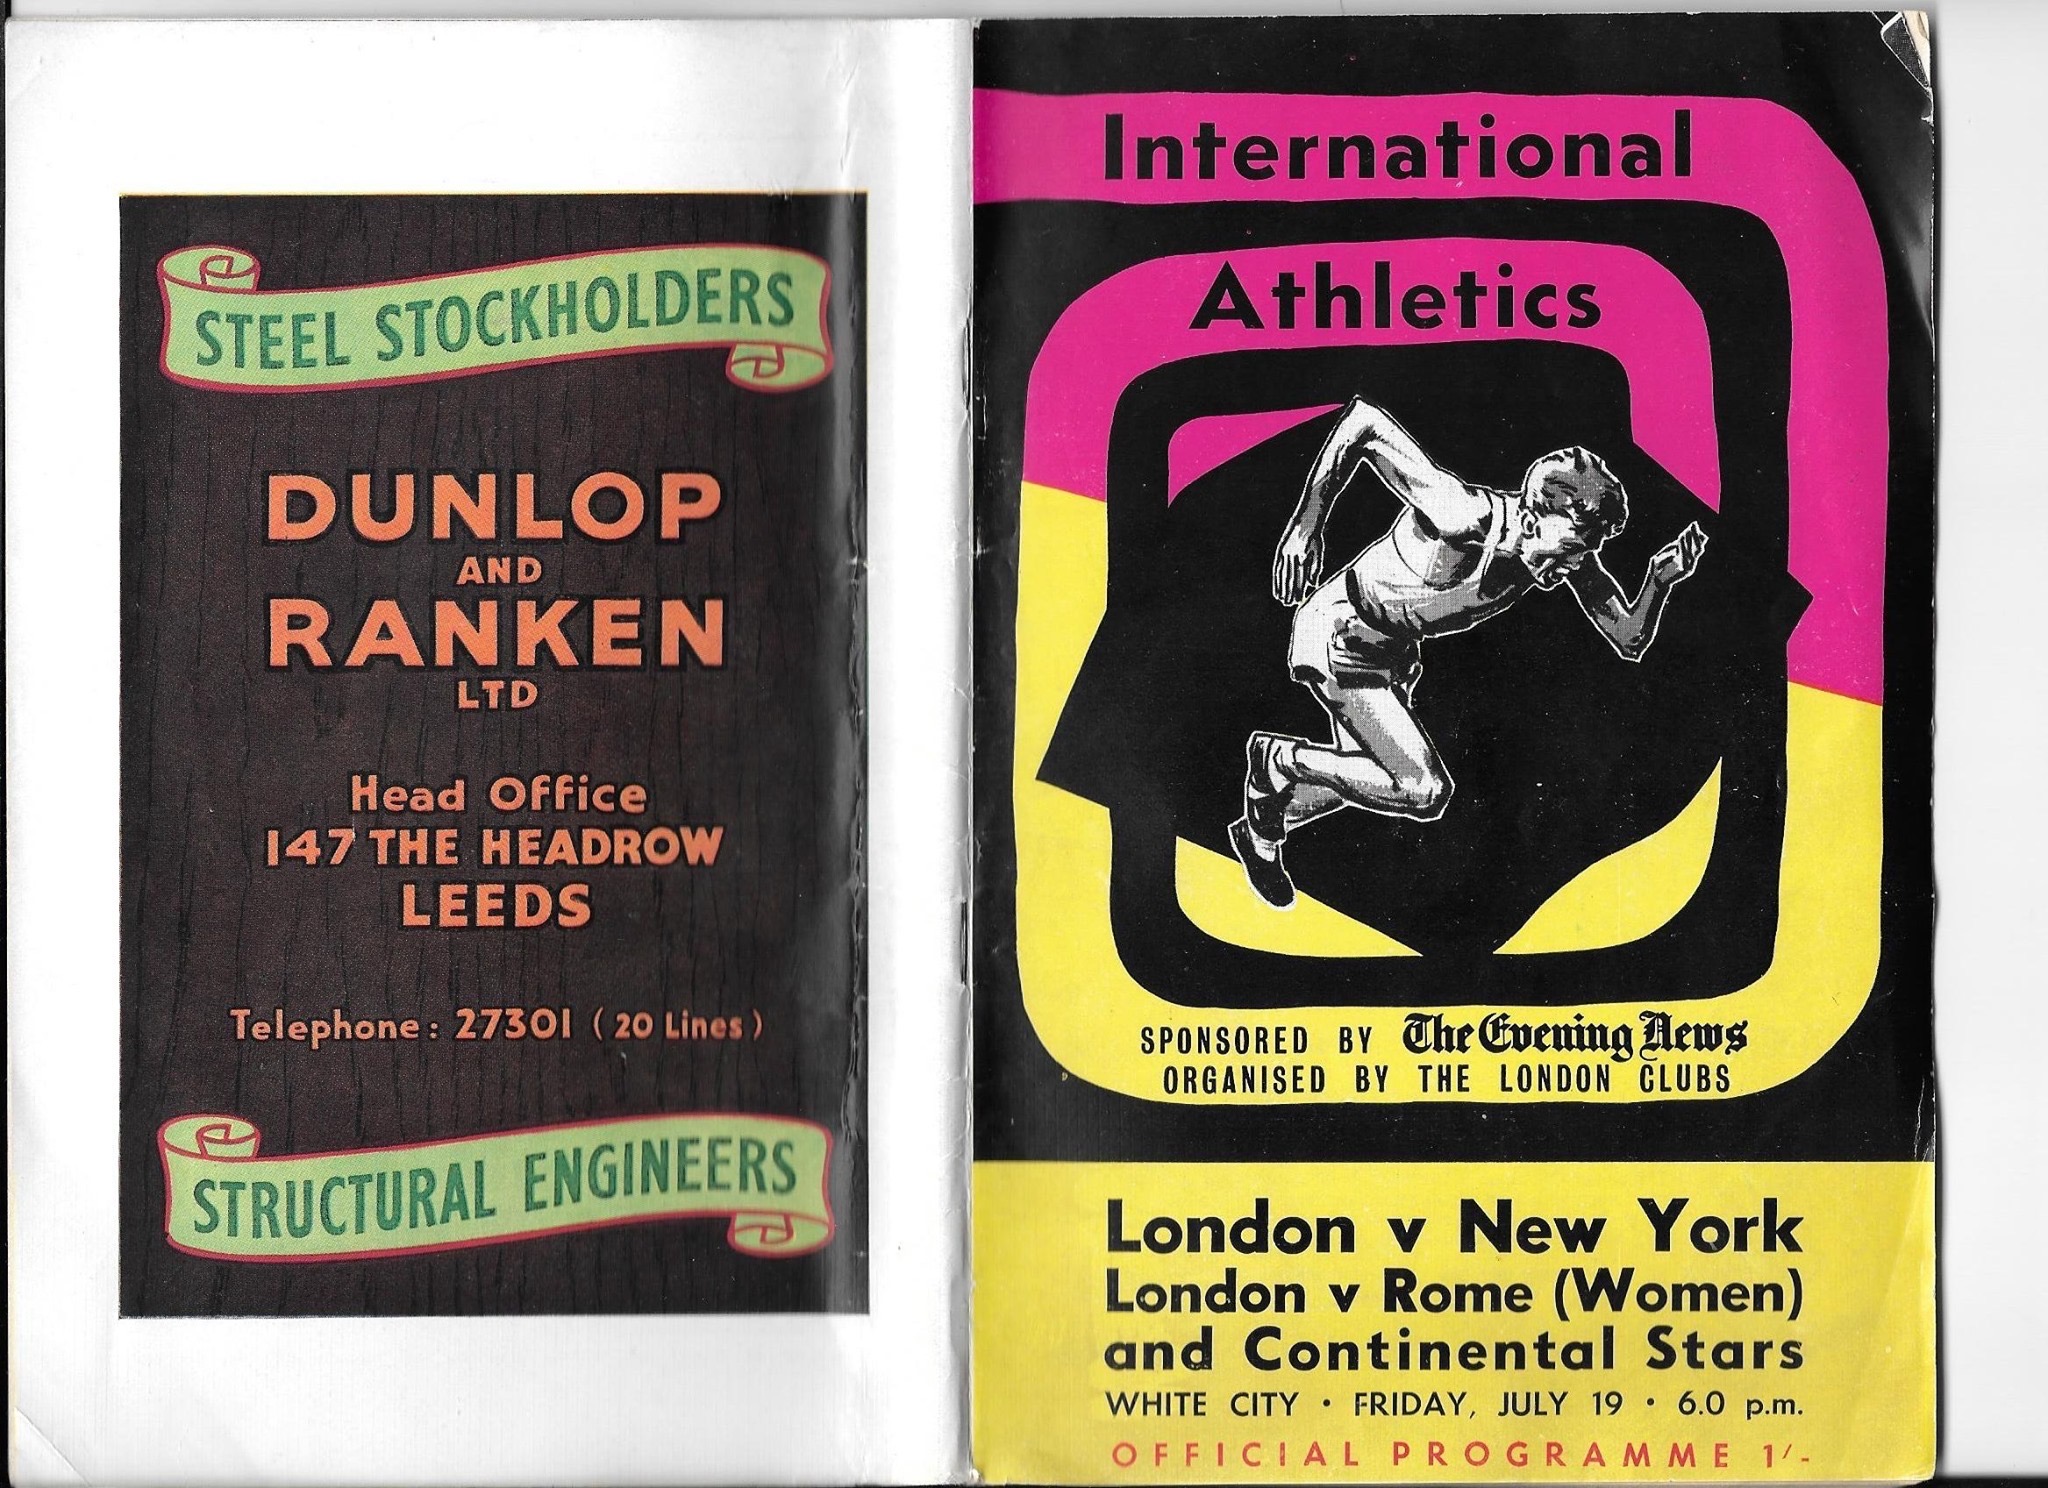 STEEL STOCKHOLDERS
DUNLOP
AND
RANKEN
LTD
Head Office
147 THE HEADROW
LEEDS
Telephone: 27301 (20 Lines)
STRUCTURAL ENGINEERS
International
Athletics
SPONSORED BY The Evening News
ORGANISED BY THE LONDON CLUBS
London v New York
London v Rome (Women)
and Continental Stars
WHITE CITY · FRIDAY, JULY 19 · 6.0 p.m.
OFFICIAL PROGRAMME 1/-